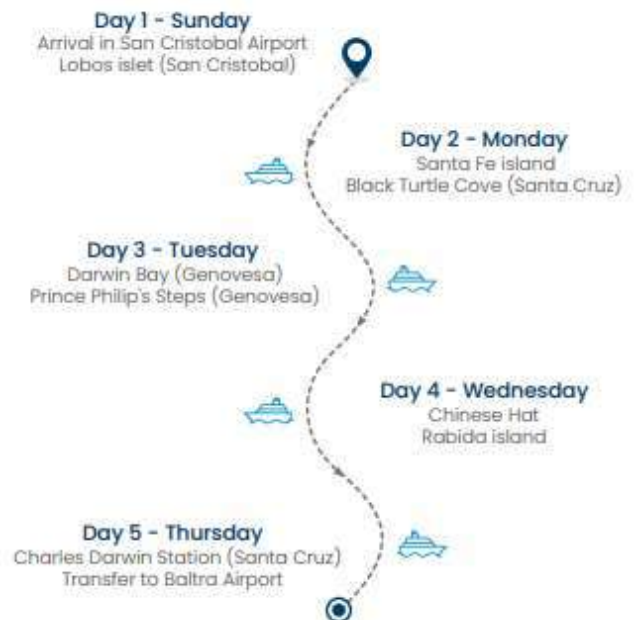 Day 1 - Sunday
Arrival in San Cristobal Airport
Lobos islet (San Cristobal)
Day 2 - Monday
Santa Fe island
Black Turtle Cove (Santa Cruz)
Day 3 - Tuesday
Darwin Bay (Genovesa)
Prince Philip's Steps (Genovesa)
Day 4 - Wednesday
Chinese Hat
Rabida island
Day 5 - Thursday
Charles Darwin Station (Santa Cruz)
Transfer to Baltra Airport